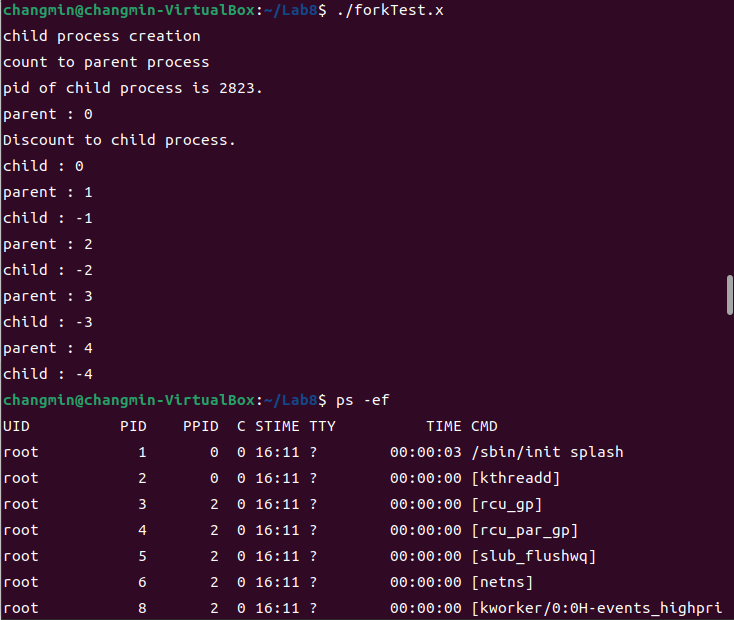 changmin@changmin-VirtualBox:~/Lab8$ ./forkTest.x
child process creation
count to parent process
pid of child process is 2823.
parent : 0
Discount to child process.
child : 0
parent : 1
child : -1
parent : 2
child : -2
parent : 3
child : -3
parent : 4
child : -4
changmin@changmin-VirtualBox:~/Lab8$ ps -ef
UID          PID    PPID  C STIME TTY          TIME CMD
root           1       0  0 16:11 ?        00:00:03 /sbin/init splash
root           2       0  0 16:11 ?        00:00:00 [kthreadd]
root           3       2  0 16:11 ?        00:00:00 [rcu_gp]
root           4       2  0 16:11 ?        00:00:00 [rcu_par_gp]
root           5       2  0 16:11 ?        00:00:00 [slub_flushwq]
root           6       2  0 16:11 ?        00:00:00 [netns]
root           8       2  0 16:11 ?        00:00:00 [kworker/0:0H-events_highpri